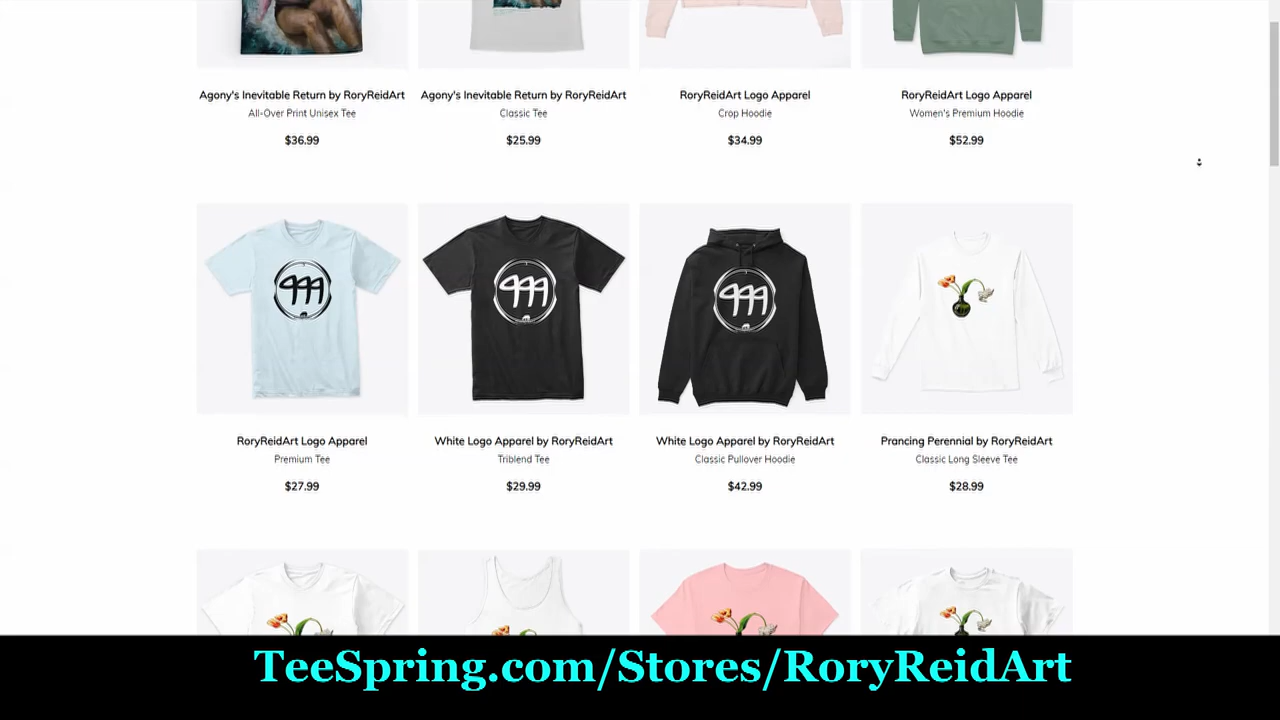 Agony's Inevitable Return by RoryReidArt
All-Over Print Unisex Tee
$36.99
Agony's Inevitable Return by RoryReidArt
Classic Tee
$25.99
RoryReidArt Logo Apparel
Crop Hoodie
$34.99
RoryReidArt Logo Apparel
Women's Premium Hoodie
$52.99
RoryReidArt Logo Apparel
Premium Tee
$27.99
White Logo Apparel by RoryReidArt
Triblend Tee
$29.99
White Logo Apparel by RoryReidArt
Classic Pullover Hoodie
$42.99
Prancing Perennial by RoryReidArt
Classic Long Sleeve Tee
$28.99
TeeSpring.com/Stores/RoryReidArt